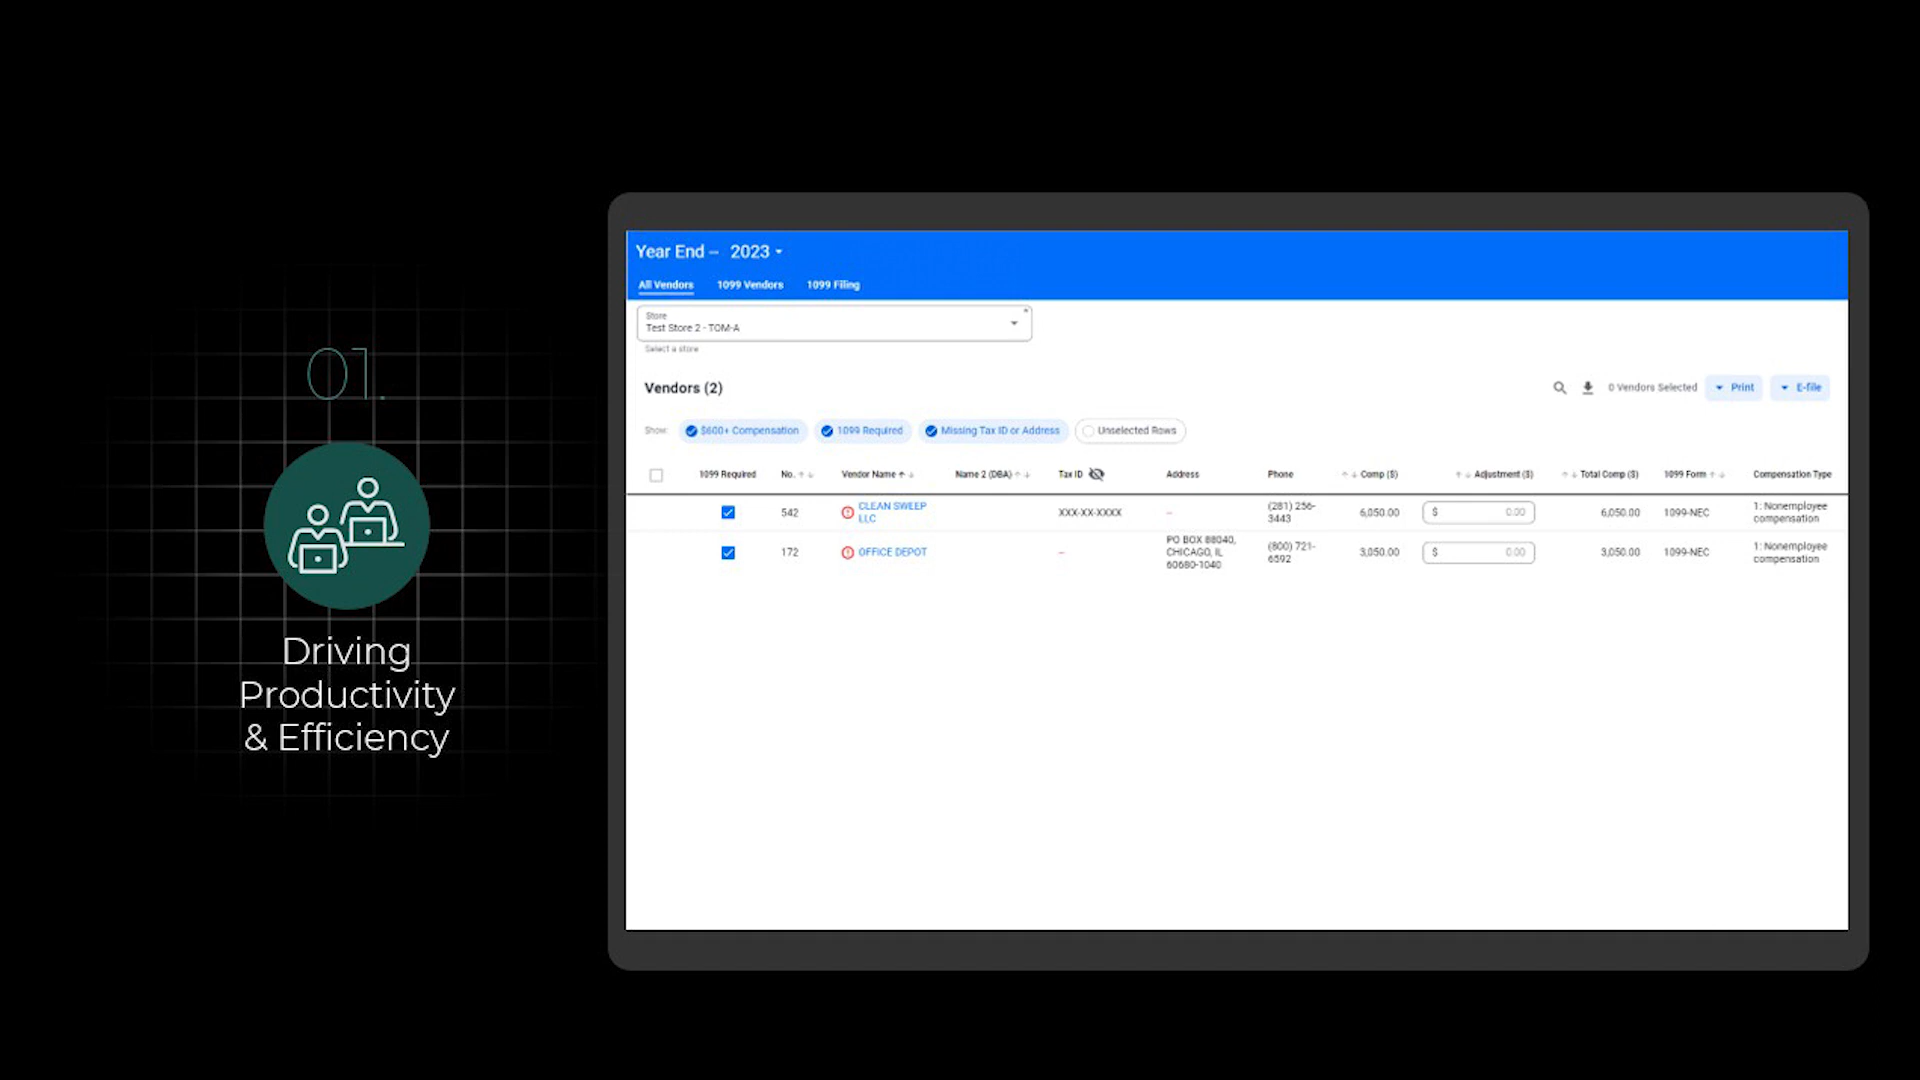 01.
Driving
Productivity
& Efficiency
Year End – 2023
All Vendors 1099 Vendors 1099 Filing
Store
Test Store 2 - TOM-A
*
Select a store
Vendors (2)
0 Vendors Selected Print E-file
Show: $600+ Compensation 1099 Required Missing Tax ID or Address Unselected Rows
1099 Required No. Vendor Name Name 2 (DBA) Tax ID Address Phone Comp ($) Adjustment ($) Total Comp ($) 1099 Form Compensation Type
542 CLEAN SWEEP LLC XXX-XX-XXXX – (281) 256-3443 6,050.00 $ 0.00 6,050.00 1099-NEC 1: Nonemployee compensation
172 OFFICE DEPOT – PO BOX 88040, CHICAGO, IL 60680-1040 (800) 721-6592 3,050.00 $ 0.00 3,050.00 1099-NEC 1: Nonemployee compensation